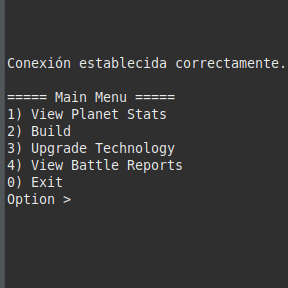 Conexión establecida correctamente.
===== Main Menu =====
1) View Planet Stats
2) Build
3) Upgrade Technology
4) View Battle Reports
0) Exit
Option >